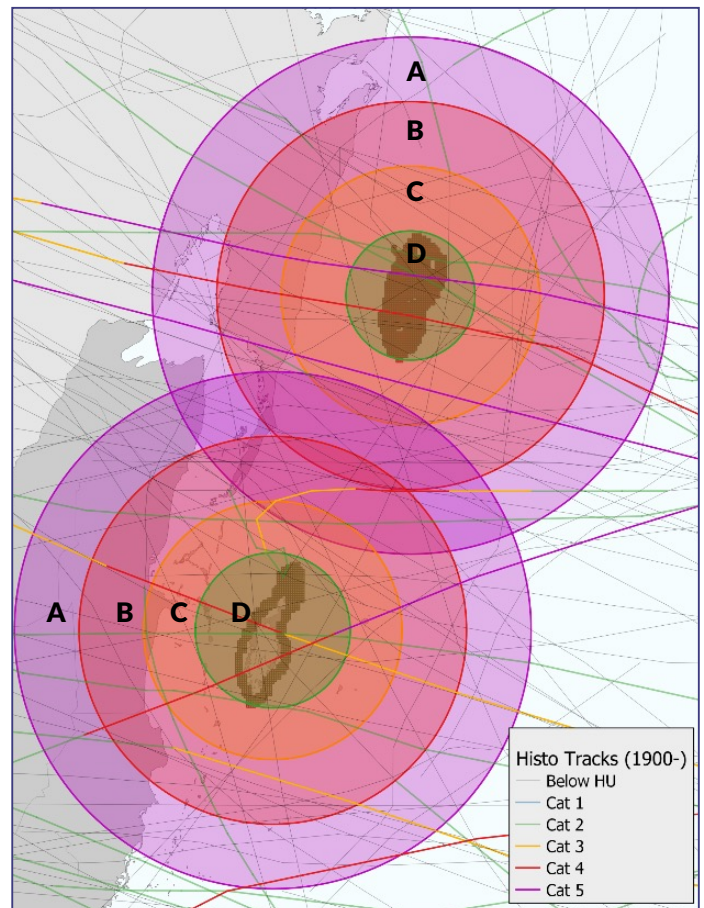 A
B
C
D
A B C D
Histo Tracks (1900-)
Below HU
Cat 1
Cat 2
Cat 3
Cat 4
Cat 5